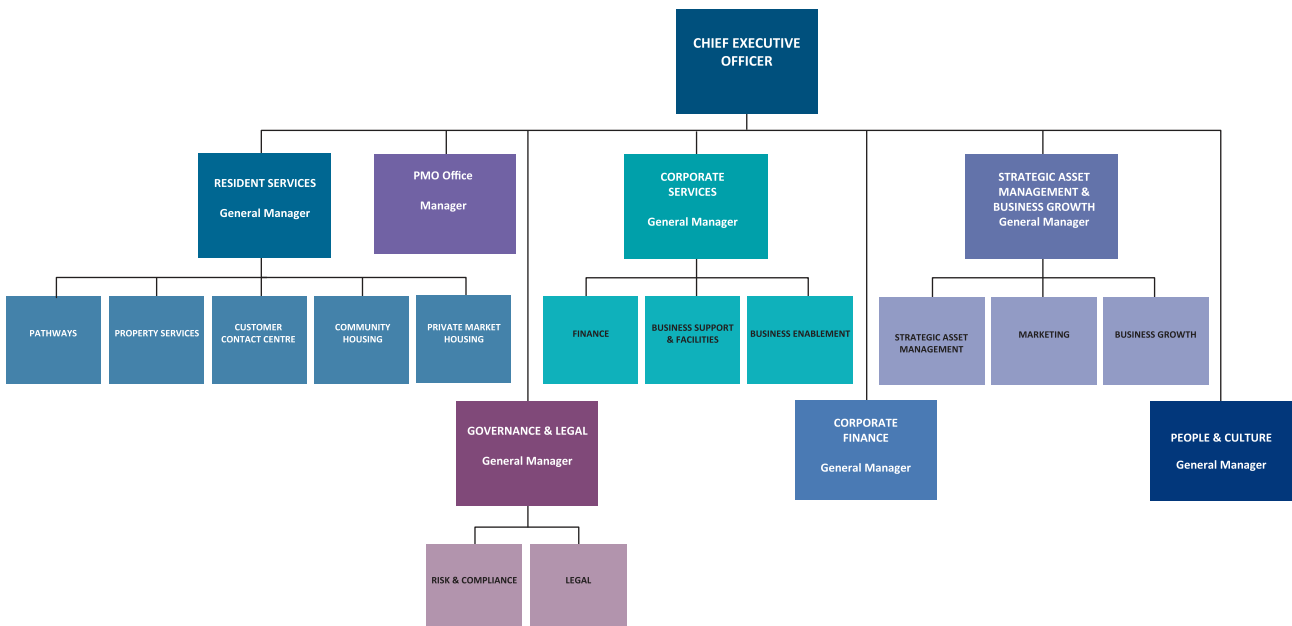 CHIEF EXECUTIVE
OFFICER
RESIDENT SERVICES
General Manager
PMO Office
Manager
CORPORATE
SERVICES
General Manager
STRATEGIC ASSET
MANAGEMENT &
BUSINESS GROWTH
General Manager
PATHWAYS
PROPERTY SERVICES
CUSTOMER
CONTACT CENTRE
COMMUNITY
HOUSING
PRIVATE MARKET
HOUSING
FINANCE
BUSINESS SUPPORT
& FACILITIES
BUSINESS ENABLEMENT
STRATEGIC ASSET
MANAGEMENT
MARKETING
BUSINESS GROWTH
GOVERNANCE & LEGAL
General Manager
CORPORATE
FINANCE
General Manager
PEOPLE & CULTURE
General Manager
RISK & COMPLIANCE
LEGAL